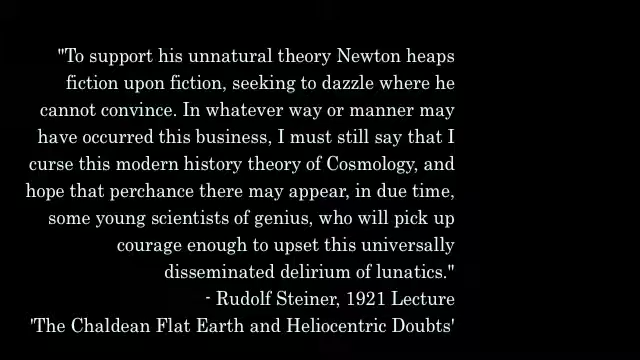 "To support his unnatural theory Newton heaps
fiction upon fiction, seeking to dazzle where he
cannot convince. In whatever way or manner may
have occurred this business, I must still say that I
curse this modern history theory of Cosmology, and
hope that perchance there may appear, in due time,
some young scientists of genius, who will pick up
courage enough to upset this universally
disseminated delirium of lunatics."
- Rudolf Steiner, 1921 Lecture
'The Chaldean Flat Earth and Heliocentric Doubts'